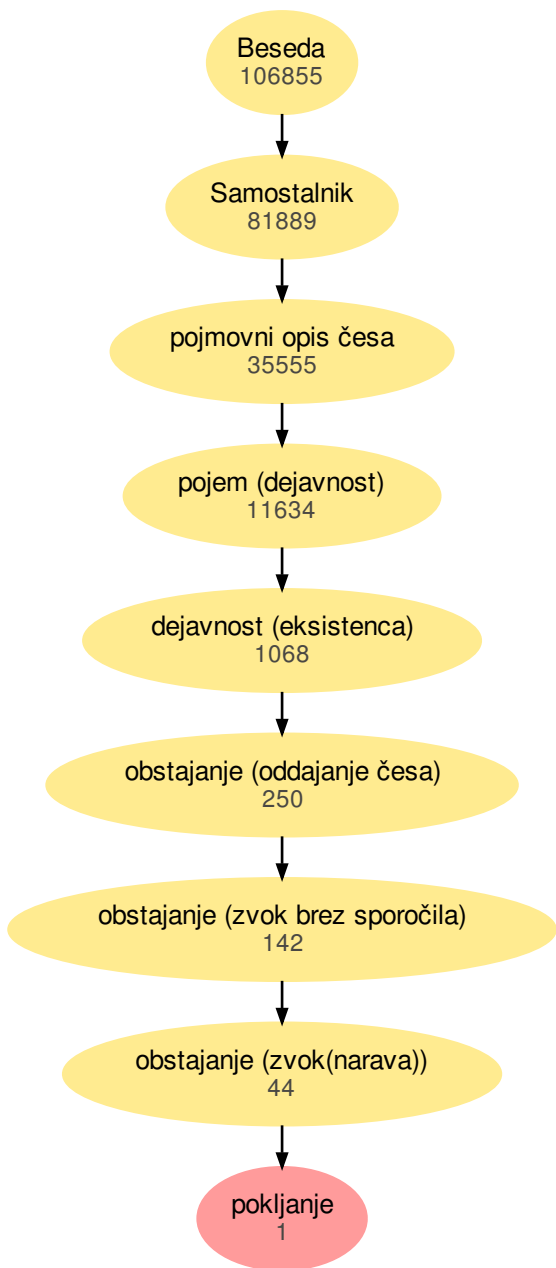 Beseda
106855
Samostalnik
81889
pojmovni opis česa
35555
pojem (dejavnost)
11634
dejavnost (eksistenca)
1068
obstajanje (oddajanje česa)
250
obstajanje (zvok brez sporočila)
142
obstajanje (zvok(narava))
44
pokljanje
1